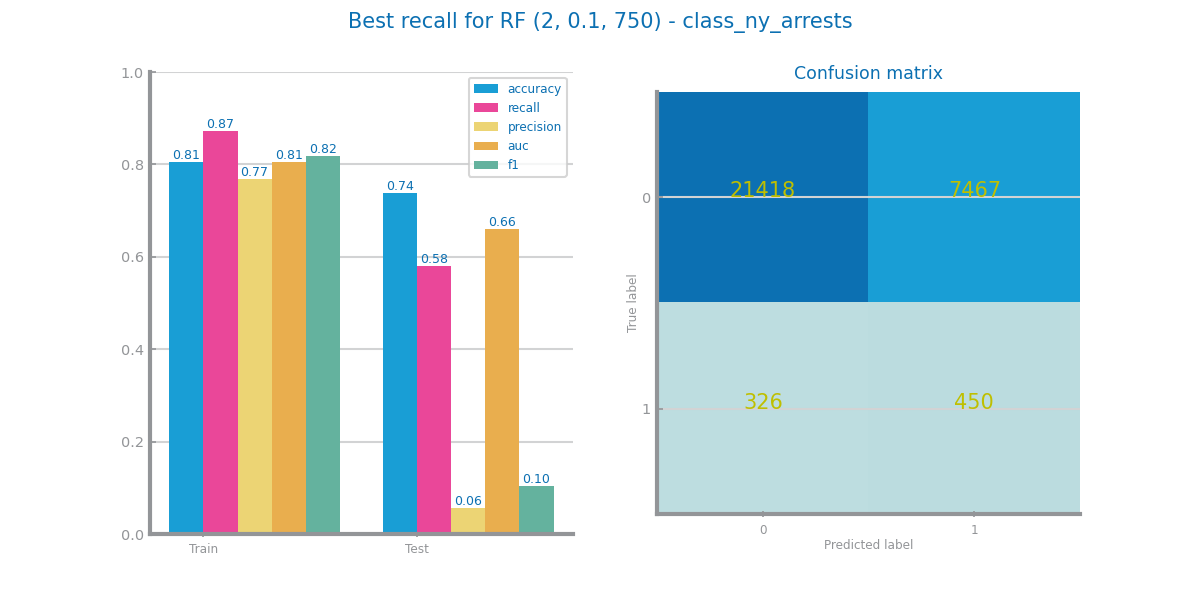 Best recall for RF (2, 0.1, 750) - class_ny_arrests
1.0
0.8
0.6
0.4
0.2
0.0
accuracy
recall
precision
auc
f1
0.81
0.87
0.77
0.81
0.82
0.74
0.58
0.06
0.66
0.10
Train
Test
Confusion matrix
True label
0
1
21418
7467
326
450
0
1
Predicted label